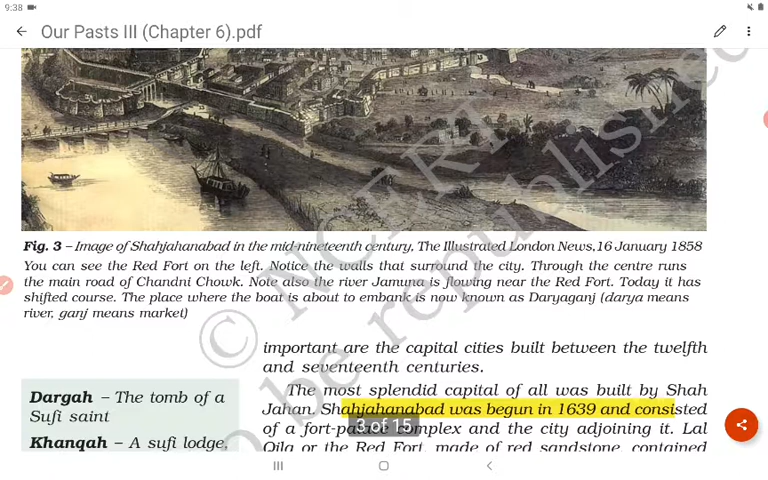 9:38
Our Pasts III (Chapter 6).pdf
Fig. 3 – Image of Shahjahanabad in the mid-nineteenth century, The Illustrated London News,16 January 1858
You can see the Red Fort on the left. Notice the walls that surround the city. Through the centre runs
the main road of Chandni Chowk. Note also the river Jamuna is flowing near the Red Fort. Today it has
shifted course. The place where the boat is about to embank is now known as Daryaganj (darya means
river, ganj means market)
Dargah – The tomb of a
Sufi saint
Khanqah – A sufi lodge,
important are the capital cities built between the twelfth
and seventeenth centuries.
The most splendid capital of all was built by Shah
Jahan. Shahjahanabad was begun in 1639 and consisted
of a fort-palace complex and the city adjoining it. Lal
Qila or the Red Fort, made of red sandstone, contained
3 of 15
© NCERT
be republished